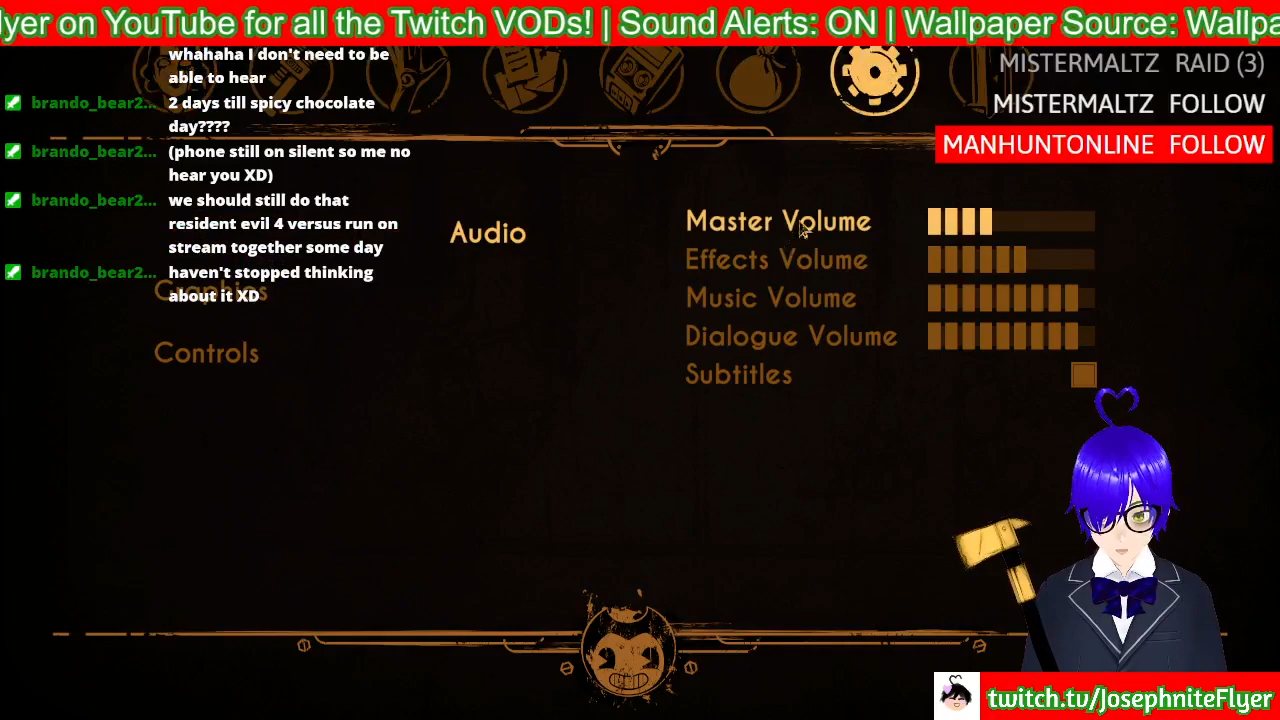 lyer on YouTube for all the Twitch VODs! | Sound Alerts: ON | Wallpaper Source: Wallpa
whahaha I don't need to be
able to hear
brando_bear2... 2 days till spicy chocolate
day????
brando_bear2... (phone still on silent so me no
hear you XD)
brando_bear2... we should still do that
resident evil 4 versus run on
stream together some day
brando_bear2... haven't stopped thinking
about it XD
MISTERMALTZ RAID (3)
MISTERMALTZ FOLLOW
MANHUNTONLINE FOLLOW
Audio
Graphics
Controls
Master Volume
Effects Volume
Music Volume
Dialogue Volume
Subtitles
twitch.tv/JosephniteFlyer